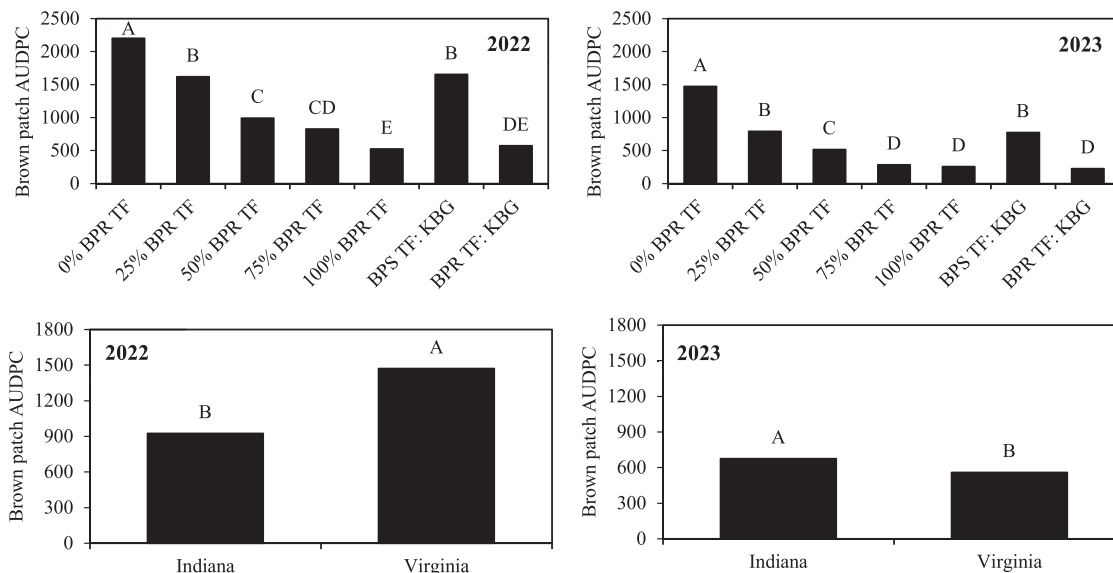 2500
2000
1500
1000
500
0
Brown patch AUDPC
2022
A
B
C
CD
E
B
DE
0% BPR TF
25% BPR TF
50% BPR TF
75% BPR TF
100% BPR TF
BPS TF: KBG
BPR TF: KBG
2500
2000
1500
1000
500
0
Brown patch AUDPC
2023
A
B
C
D
D
B
D
0% BPR TF
25% BPR TF
50% BPR TF
75% BPR TF
100% BPR TF
BPS TF: KBG
BPR TF: KBG
1800
1500
1200
900
600
300
0
Brown patch AUDPC
2022
B
A
Indiana
Virginia
1800
1500
1200
900
600
300
0
Brown patch AUDPC
2023
A
B
Indiana
Virginia